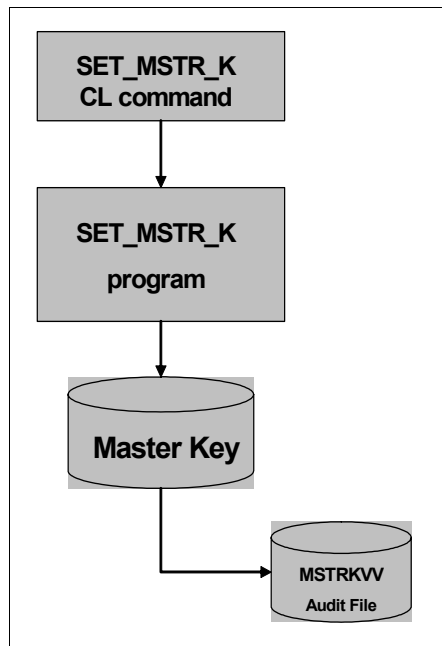 SET_MSTR_K
CL command
SET_MSTR_K
program
Master Key
MSTRKVV
Audit File